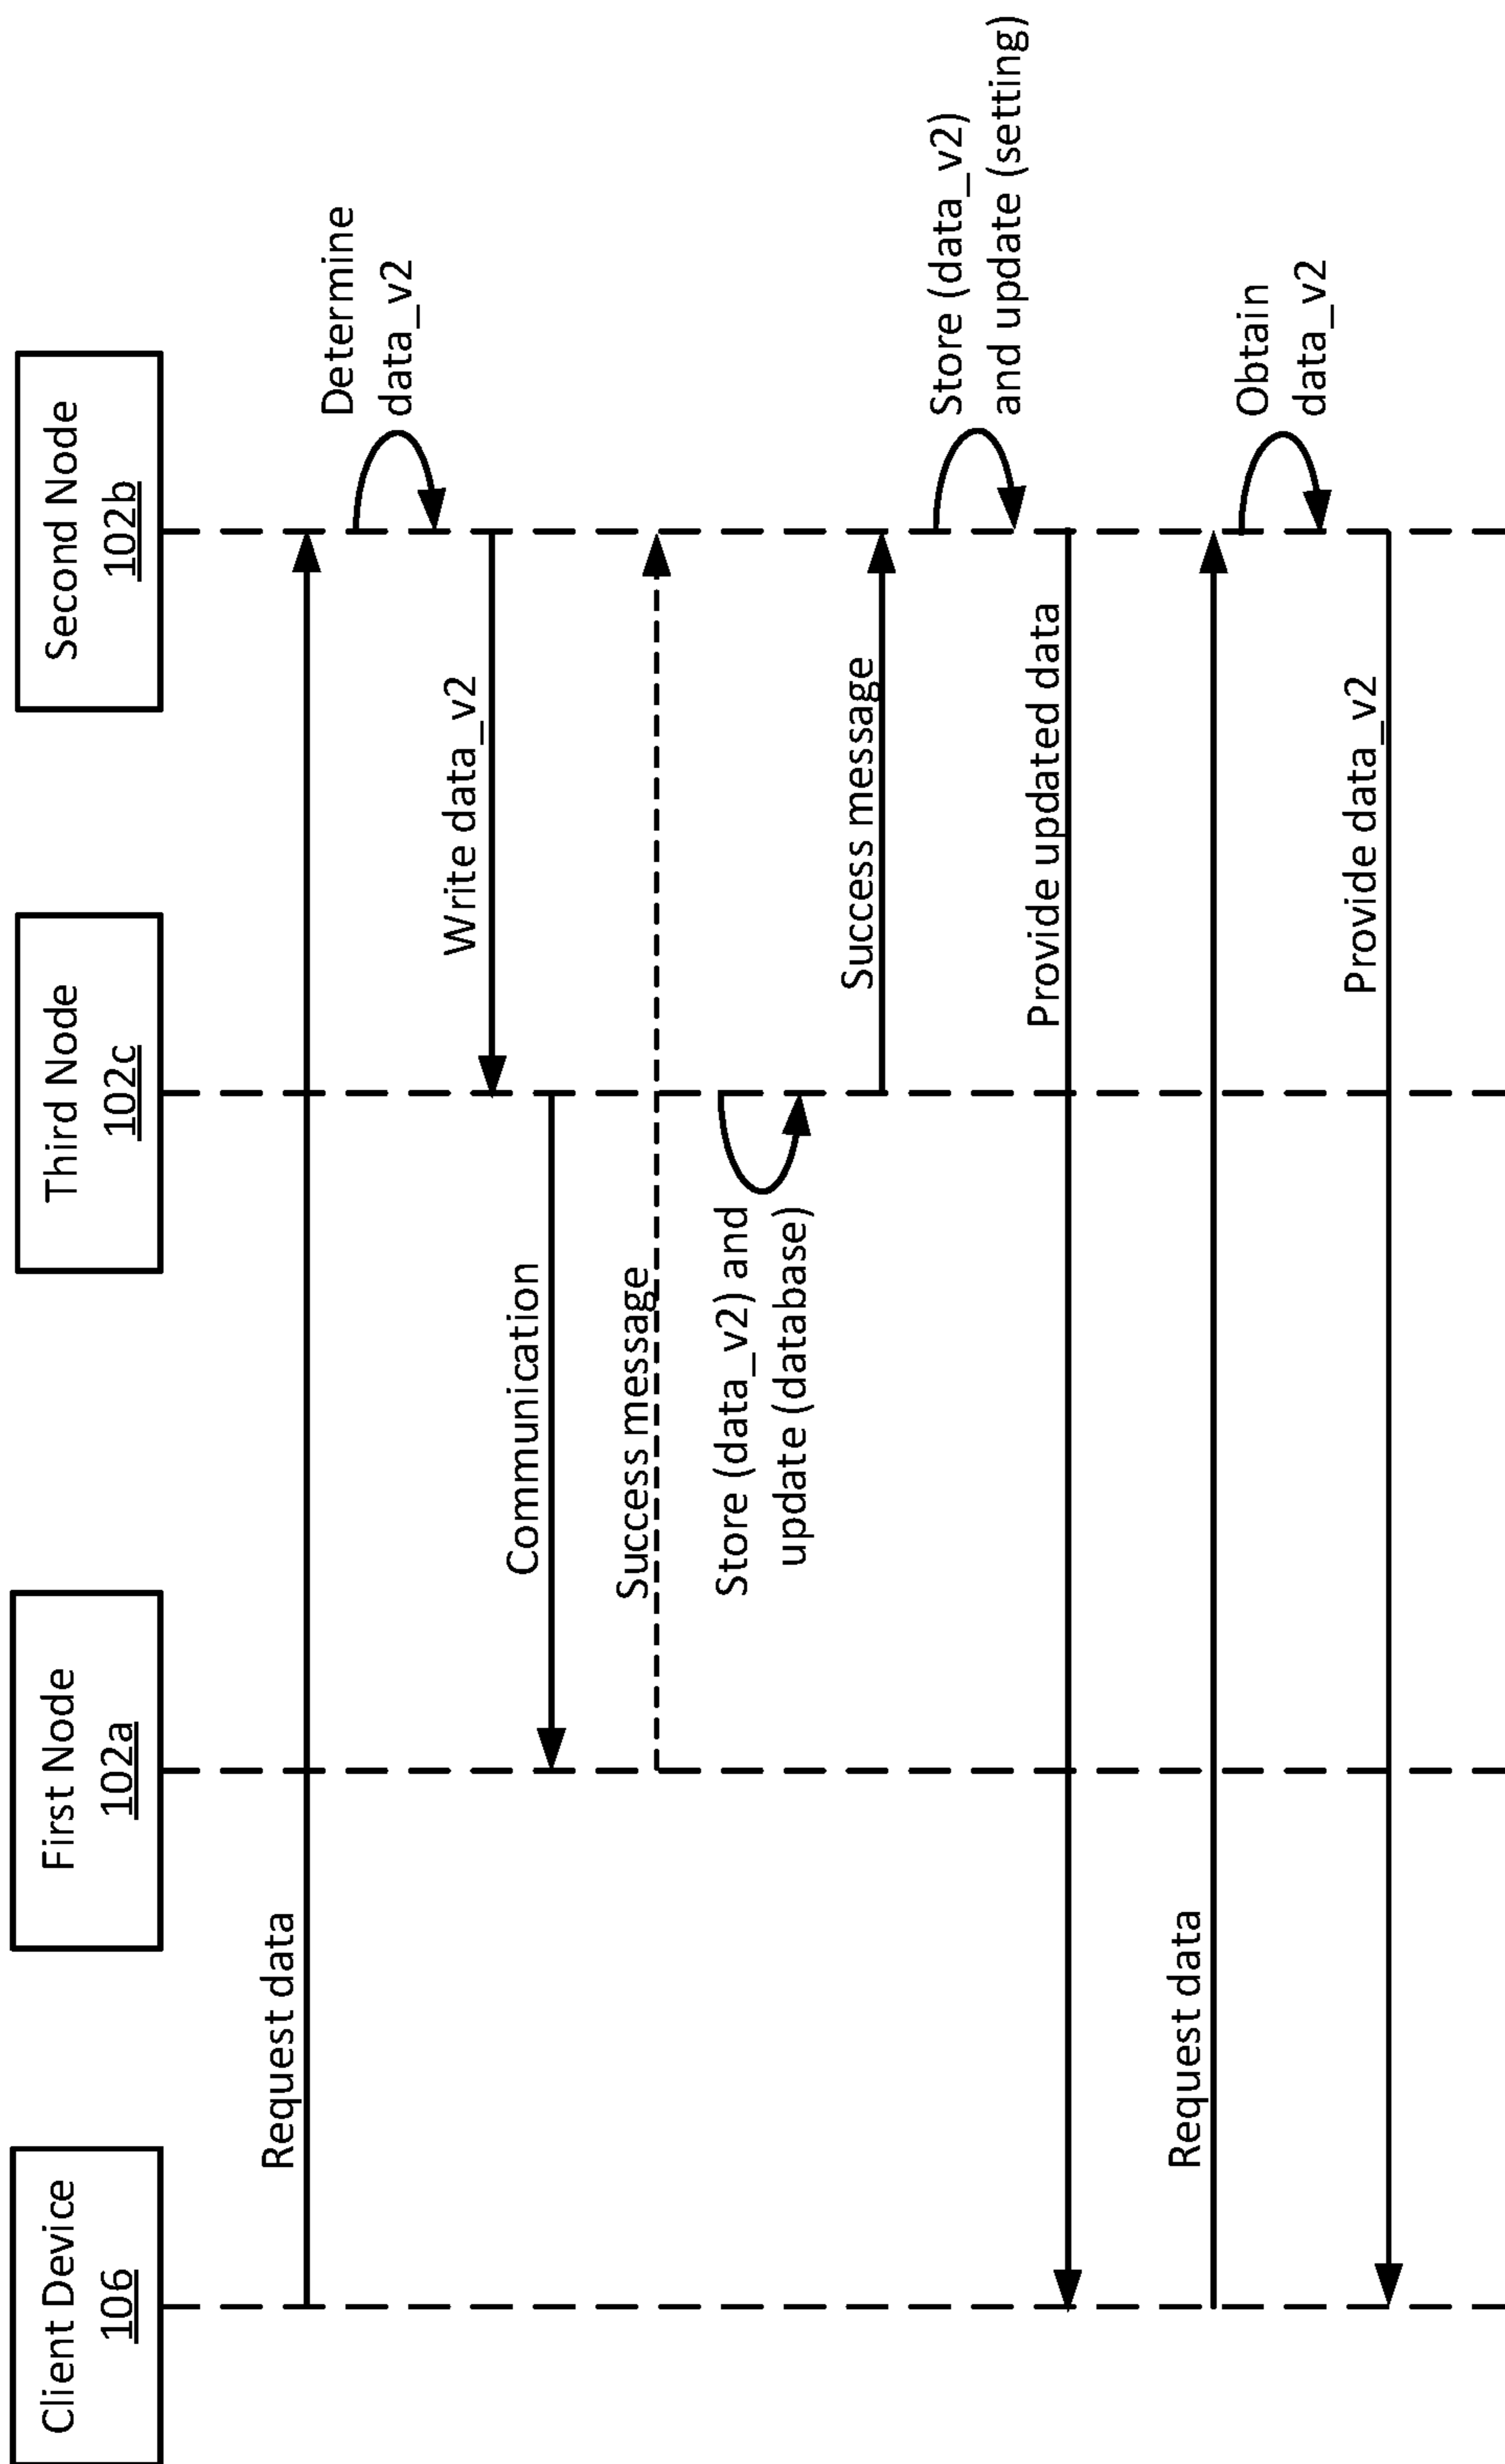 Client Device
106
First Node
102a
Third Node
102c
Second Node
102b
Request data
Determine
data_v2
Write data_v2
Communication
Success message
Store (data_v2) and
update (database)
Success message
Store (data_v2)
and update (setting)
Provide updated data
Request data
Obtain
data_v2
Provide data_v2